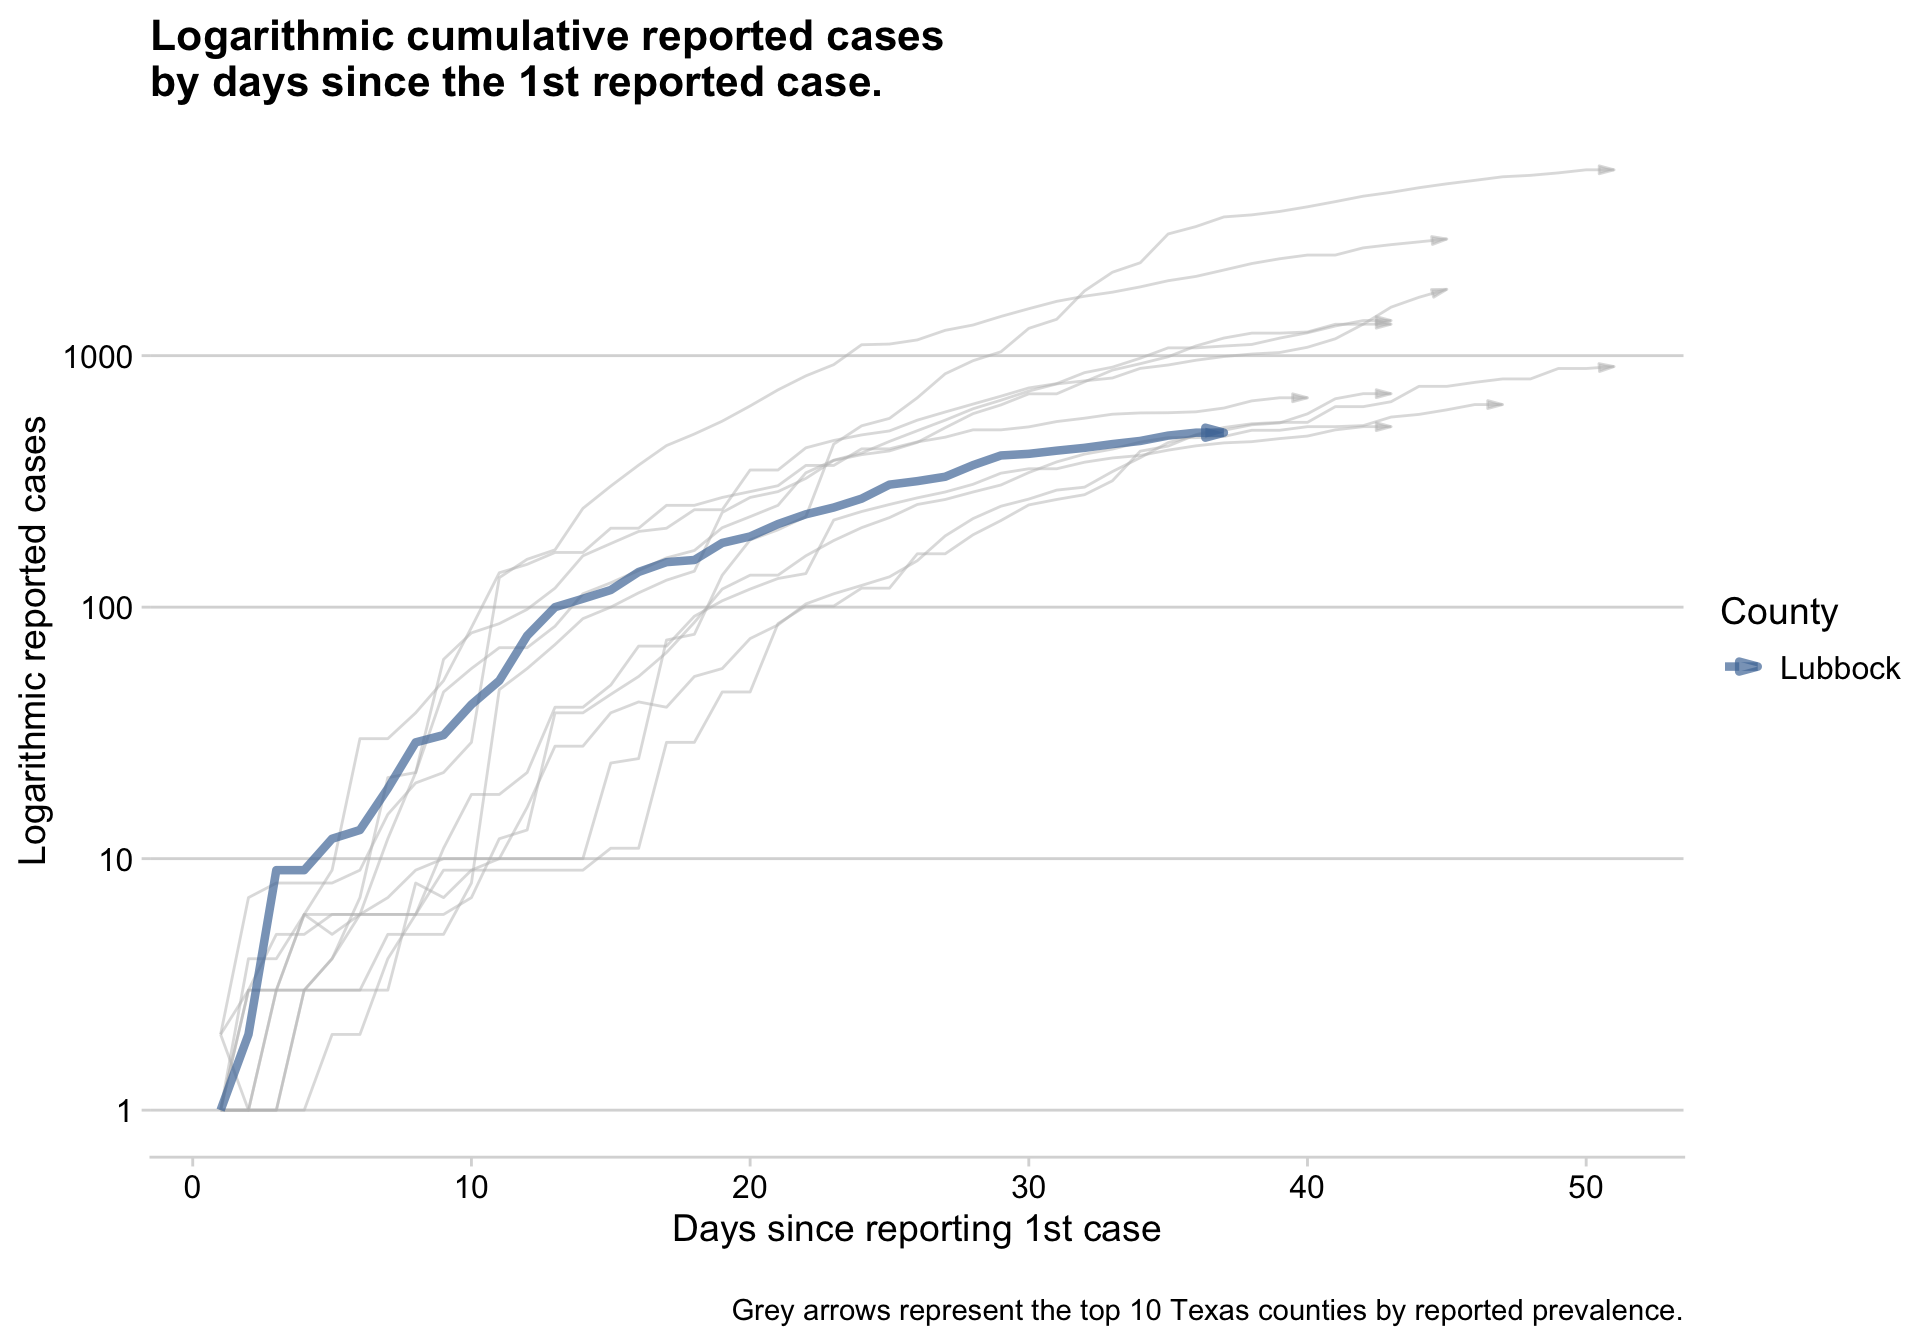 Logarithmic cumulative reported cases
by days since the 1st reported case.
Logarithmic reported cases
1000
100
10
1
0
10
20
30
40
50
Days since reporting 1st case
County
Lubbock
Grey arrows represent the top 10 Texas counties by reported prevalence.